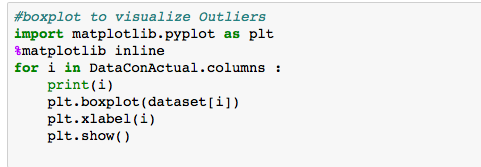 #boxplot to visualize Outliers
import matplotlib.pyplot as plt
%matplotlib inline
for i in DataConActual.columns :
    print(i)
    plt.boxplot(dataset[i])
    plt.xlabel(i)
    plt.show()